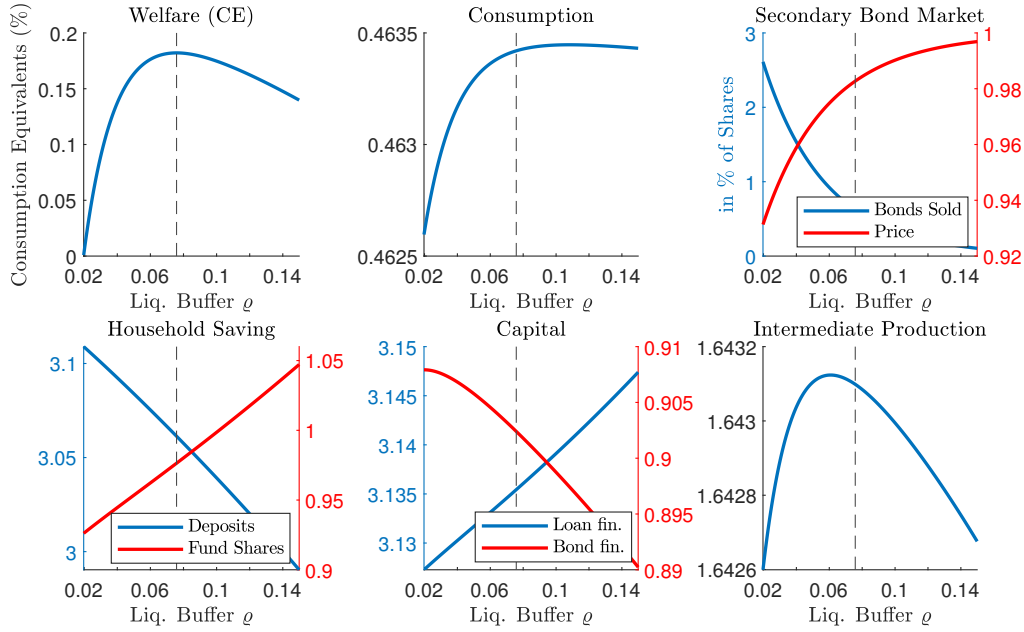 Welfare (CE)
Consumption Equivalents (%)
0.2
0.15
0.1
0.05
0
0.02 0.06 0.1 0.14
Liq. Buffer ϱ
Consumption
0.4635
0.463
0.4625
0.02 0.06 0.1 0.14
Liq. Buffer ϱ
Secondary Bond Market
in % of Shares
3
2
1
0
1
0.98
0.96
0.94
0.92
Bonds Sold
Price
0.02 0.06 0.1 0.14
Liq. Buffer ϱ
Household Saving
3.1
3.05
3
1.05
1
0.95
0.9
Deposits
Fund Shares
0.02 0.06 0.1 0.14
Liq. Buffer ϱ
Capital
3.15
3.145
3.14
3.135
3.13
0.91
0.905
0.9
0.895
0.89
Loan fin.
Bond fin.
0.02 0.06 0.1 0.14
Liq. Buffer ϱ
Intermediate Production
1.6432
1.643
1.6428
1.6426
0.02 0.06 0.1 0.14
Liq. Buffer ϱ